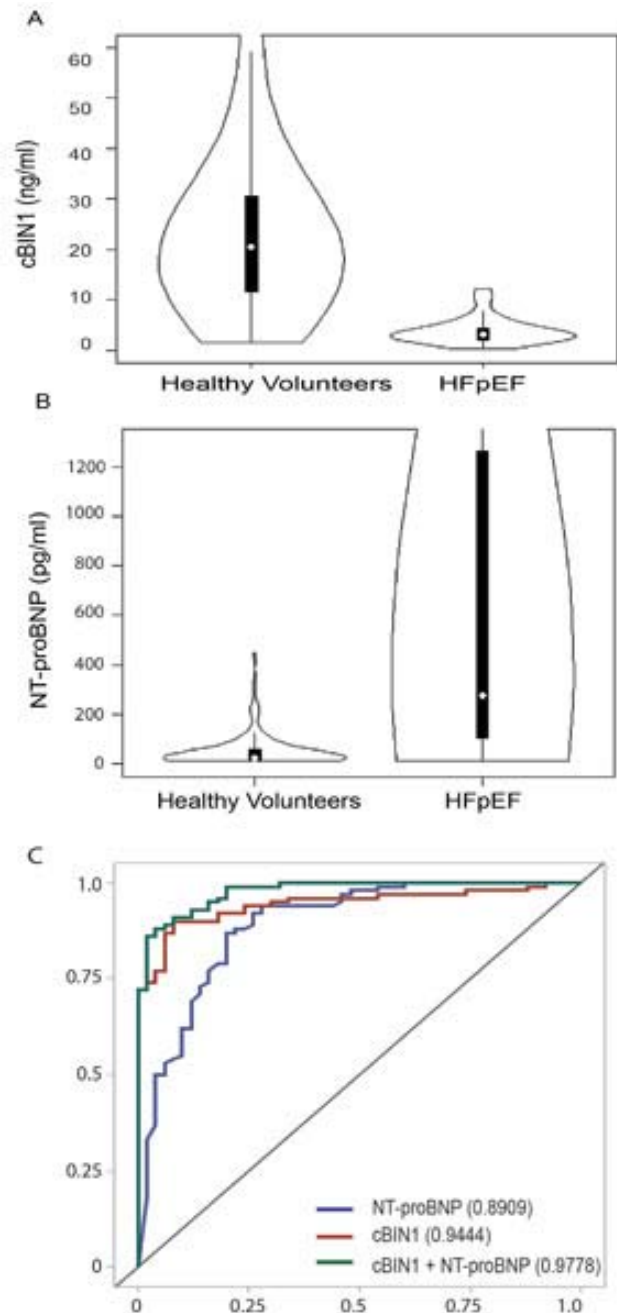 A
cBIN1 (ng/ml)
60
50
40
30
20
10
0
Healthy Volunteers HFpEF
B
NT-proBNP (pg/ml)
1200
1000
800
600
400
200
0
Healthy Volunteers HFpEF
C
1.0
0.75
0.5
0.25
0
NT-proBNP (0.8909)
cBIN1 (0.9444)
cBIN1 + NT-proBNP (0.9778)
0 0.25 0.5 0.75 1.0